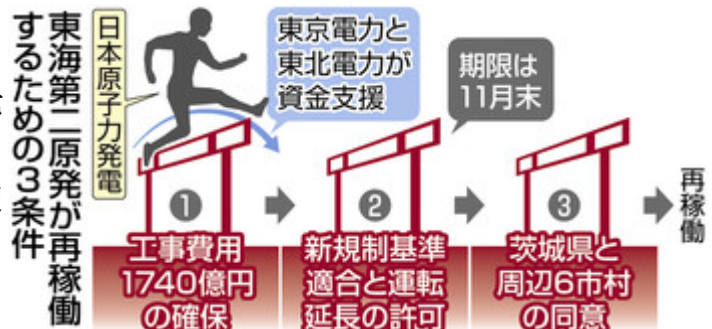 東海第二原発が再稼働
するための3条件
日本原子力発電
東京電力と
東北電力が
資金支援
期限は
11月末
❶
工事費用
1740億円
の確保
❷
新規制基準
適合と運転
延長の許可
❸
茨城県と
周辺6市村
の同意
再稼働